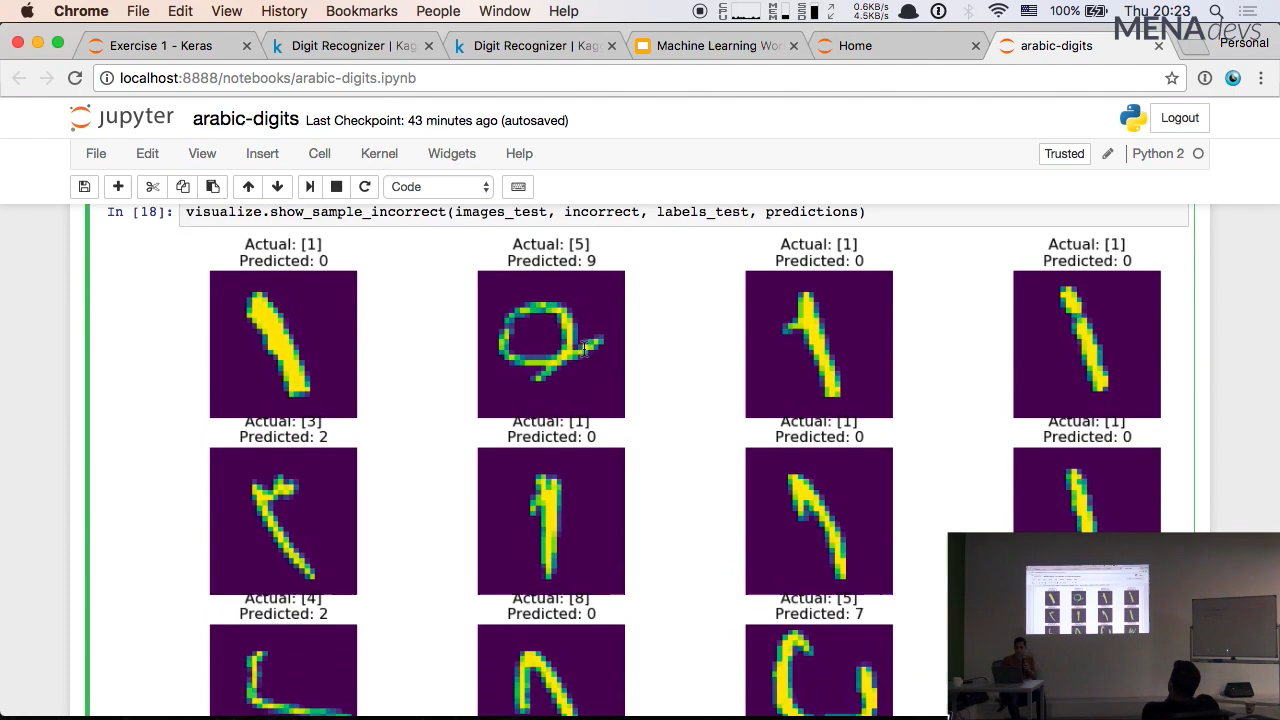 Chrome File Edit View History Bookmarks People Window Help 0.6KB/s 4.5KB/s 100% Thu 20:23
MENAdevs
Exercise 1 - Keras Digit Recognizer | Kag Digit Recognizer | Kag Machine Learning Wor Home arabic-digits Personal
localhost:8888/notebooks/arabic-digits.ipynb
jupyter arabic-digits Last Checkpoint: 43 minutes ago (autosaved) Logout
File Edit View Insert Cell Kernel Widgets Help Trusted Python 2
Code
In [18]: visualize.show_sample_incorrect(images_test, incorrect, labels_test, predictions)
Actual: [1] Actual: [5] Actual: [1] Actual: [1]
Predicted: 0 Predicted: 9 Predicted: 0 Predicted: 0
Actual: [3] Actual: [1] Actual: [1] Actual: [1]
Predicted: 2 Predicted: 0 Predicted: 0 Predicted: 0
Actual: [4] Actual: [8] Actual: [5]
Predicted: 2 Predicted: 0 Predicted: 7